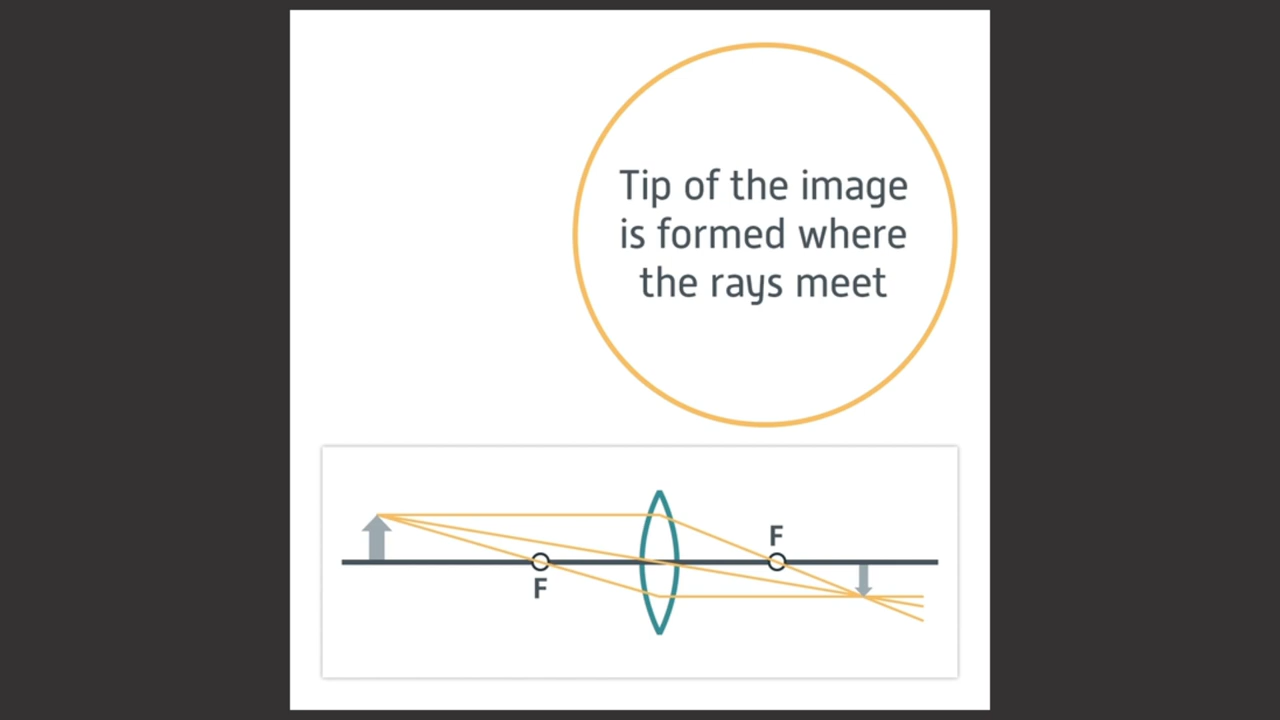 Tip of the image
is formed where
the rays meet
F
F